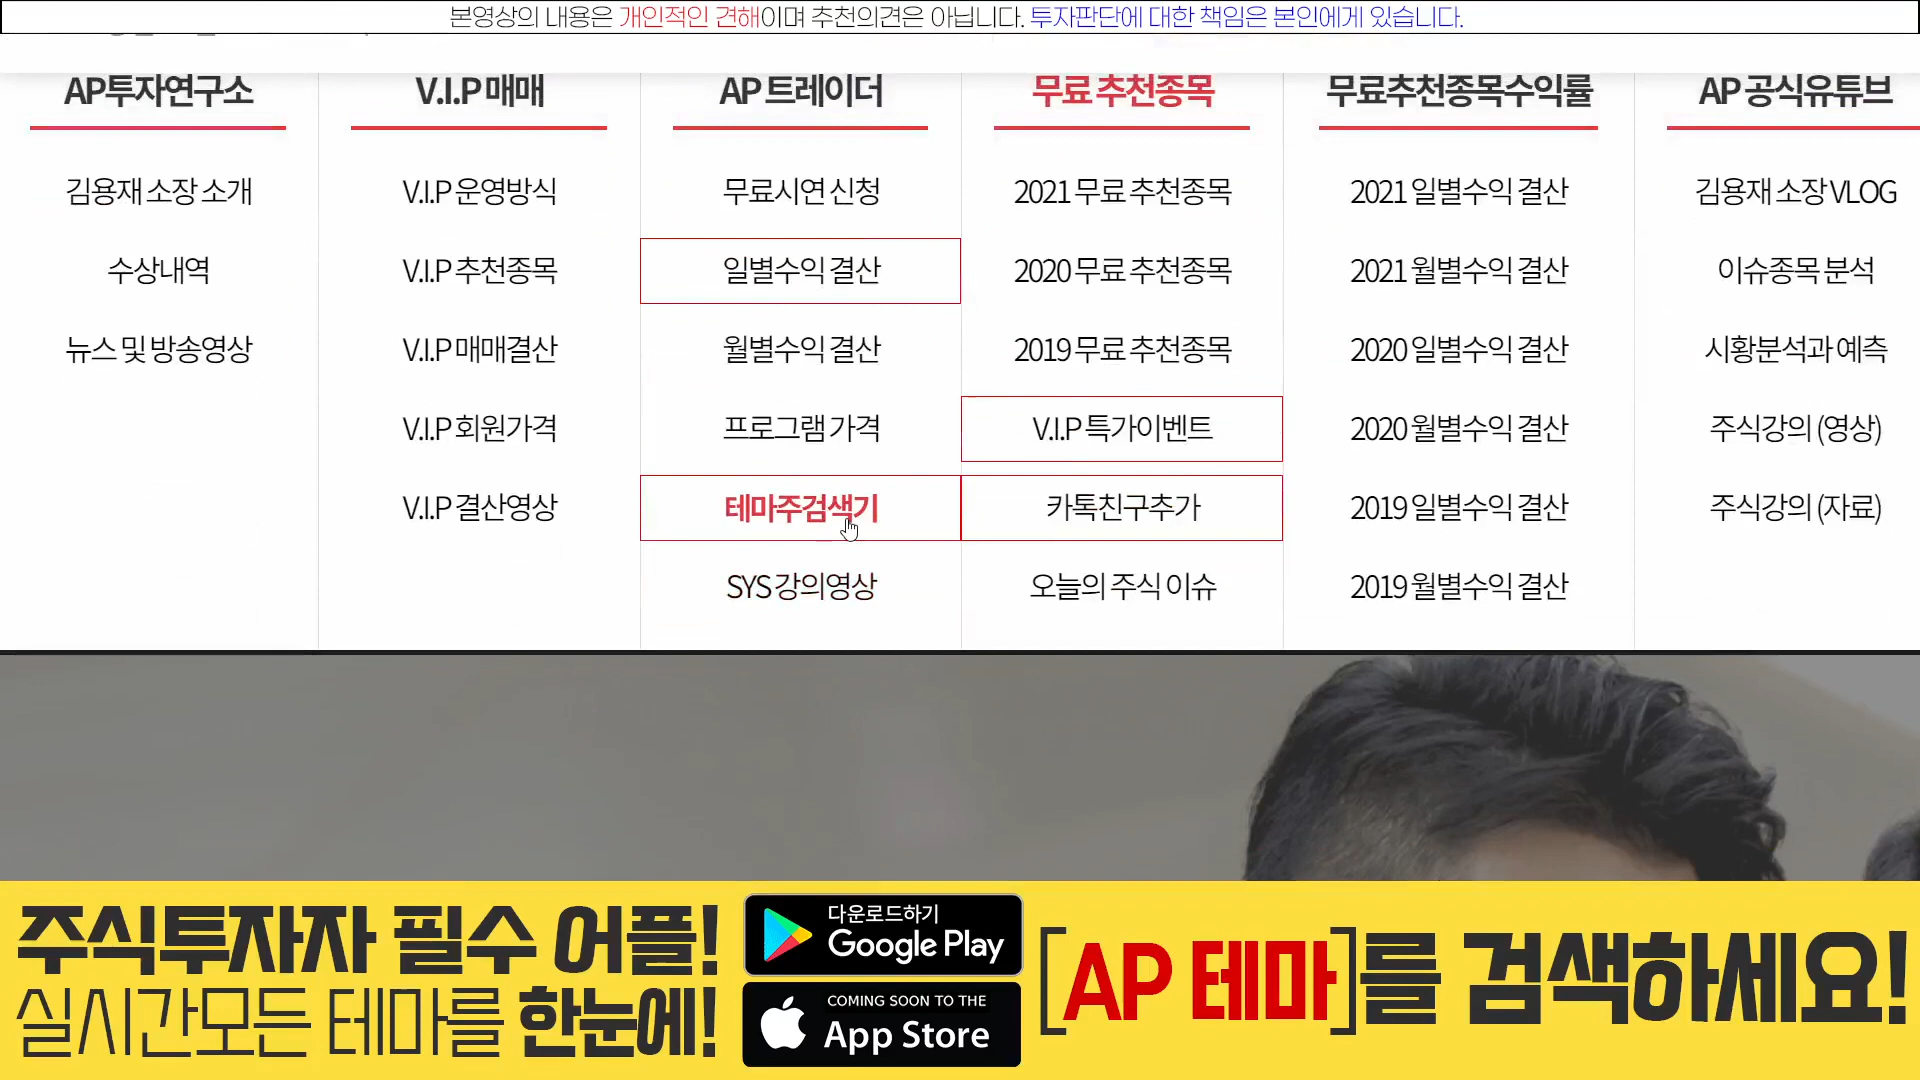 본영상의 내용은 개인적인 견해이며 추천의견은 아닙니다. 투자판단에 대한 책임은 본인에게 있습니다.
AP투자연구소
V.I.P 매매
AP 트레이더
무료 추천종목
무료추천종목수익률
AP 공식유튜브
김용재 소장 소개
V.I.P 운영방식
무료시연 신청
2021 무료 추천종목
2021 일별수익 결산
김용재 소장 VLOG
수상내역
V.I.P 추천종목
일별수익 결산
2020 무료 추천종목
2021 월별수익 결산
이슈종목 분석
뉴스 및 방송영상
V.I.P 매매결산
월별수익 결산
2019 무료 추천종목
2020 일별수익 결산
시황분석과 예측
V.I.P 회원가격
프로그램 가격
V.I.P 특가이벤트
2020 월별수익 결산
주식강의 (영상)
V.I.P 결산영상
테마주검색기
카톡친구추가
2019 일별수익 결산
주식강의 (자료)
SYS 강의영상
오늘의 주식 이슈
2019 월별수익 결산
주식투자자 필수 어플!
실시간모든 테마를 한눈에!
다운로드하기
Google Play
COMING SOON TO THE
App Store
[AP 테마]를 검색하세요!